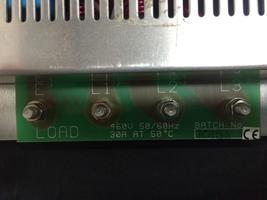 E L1 L2 L3
LOAD 460V 50/60Hz BATCH No.
30A AT 50°C CE